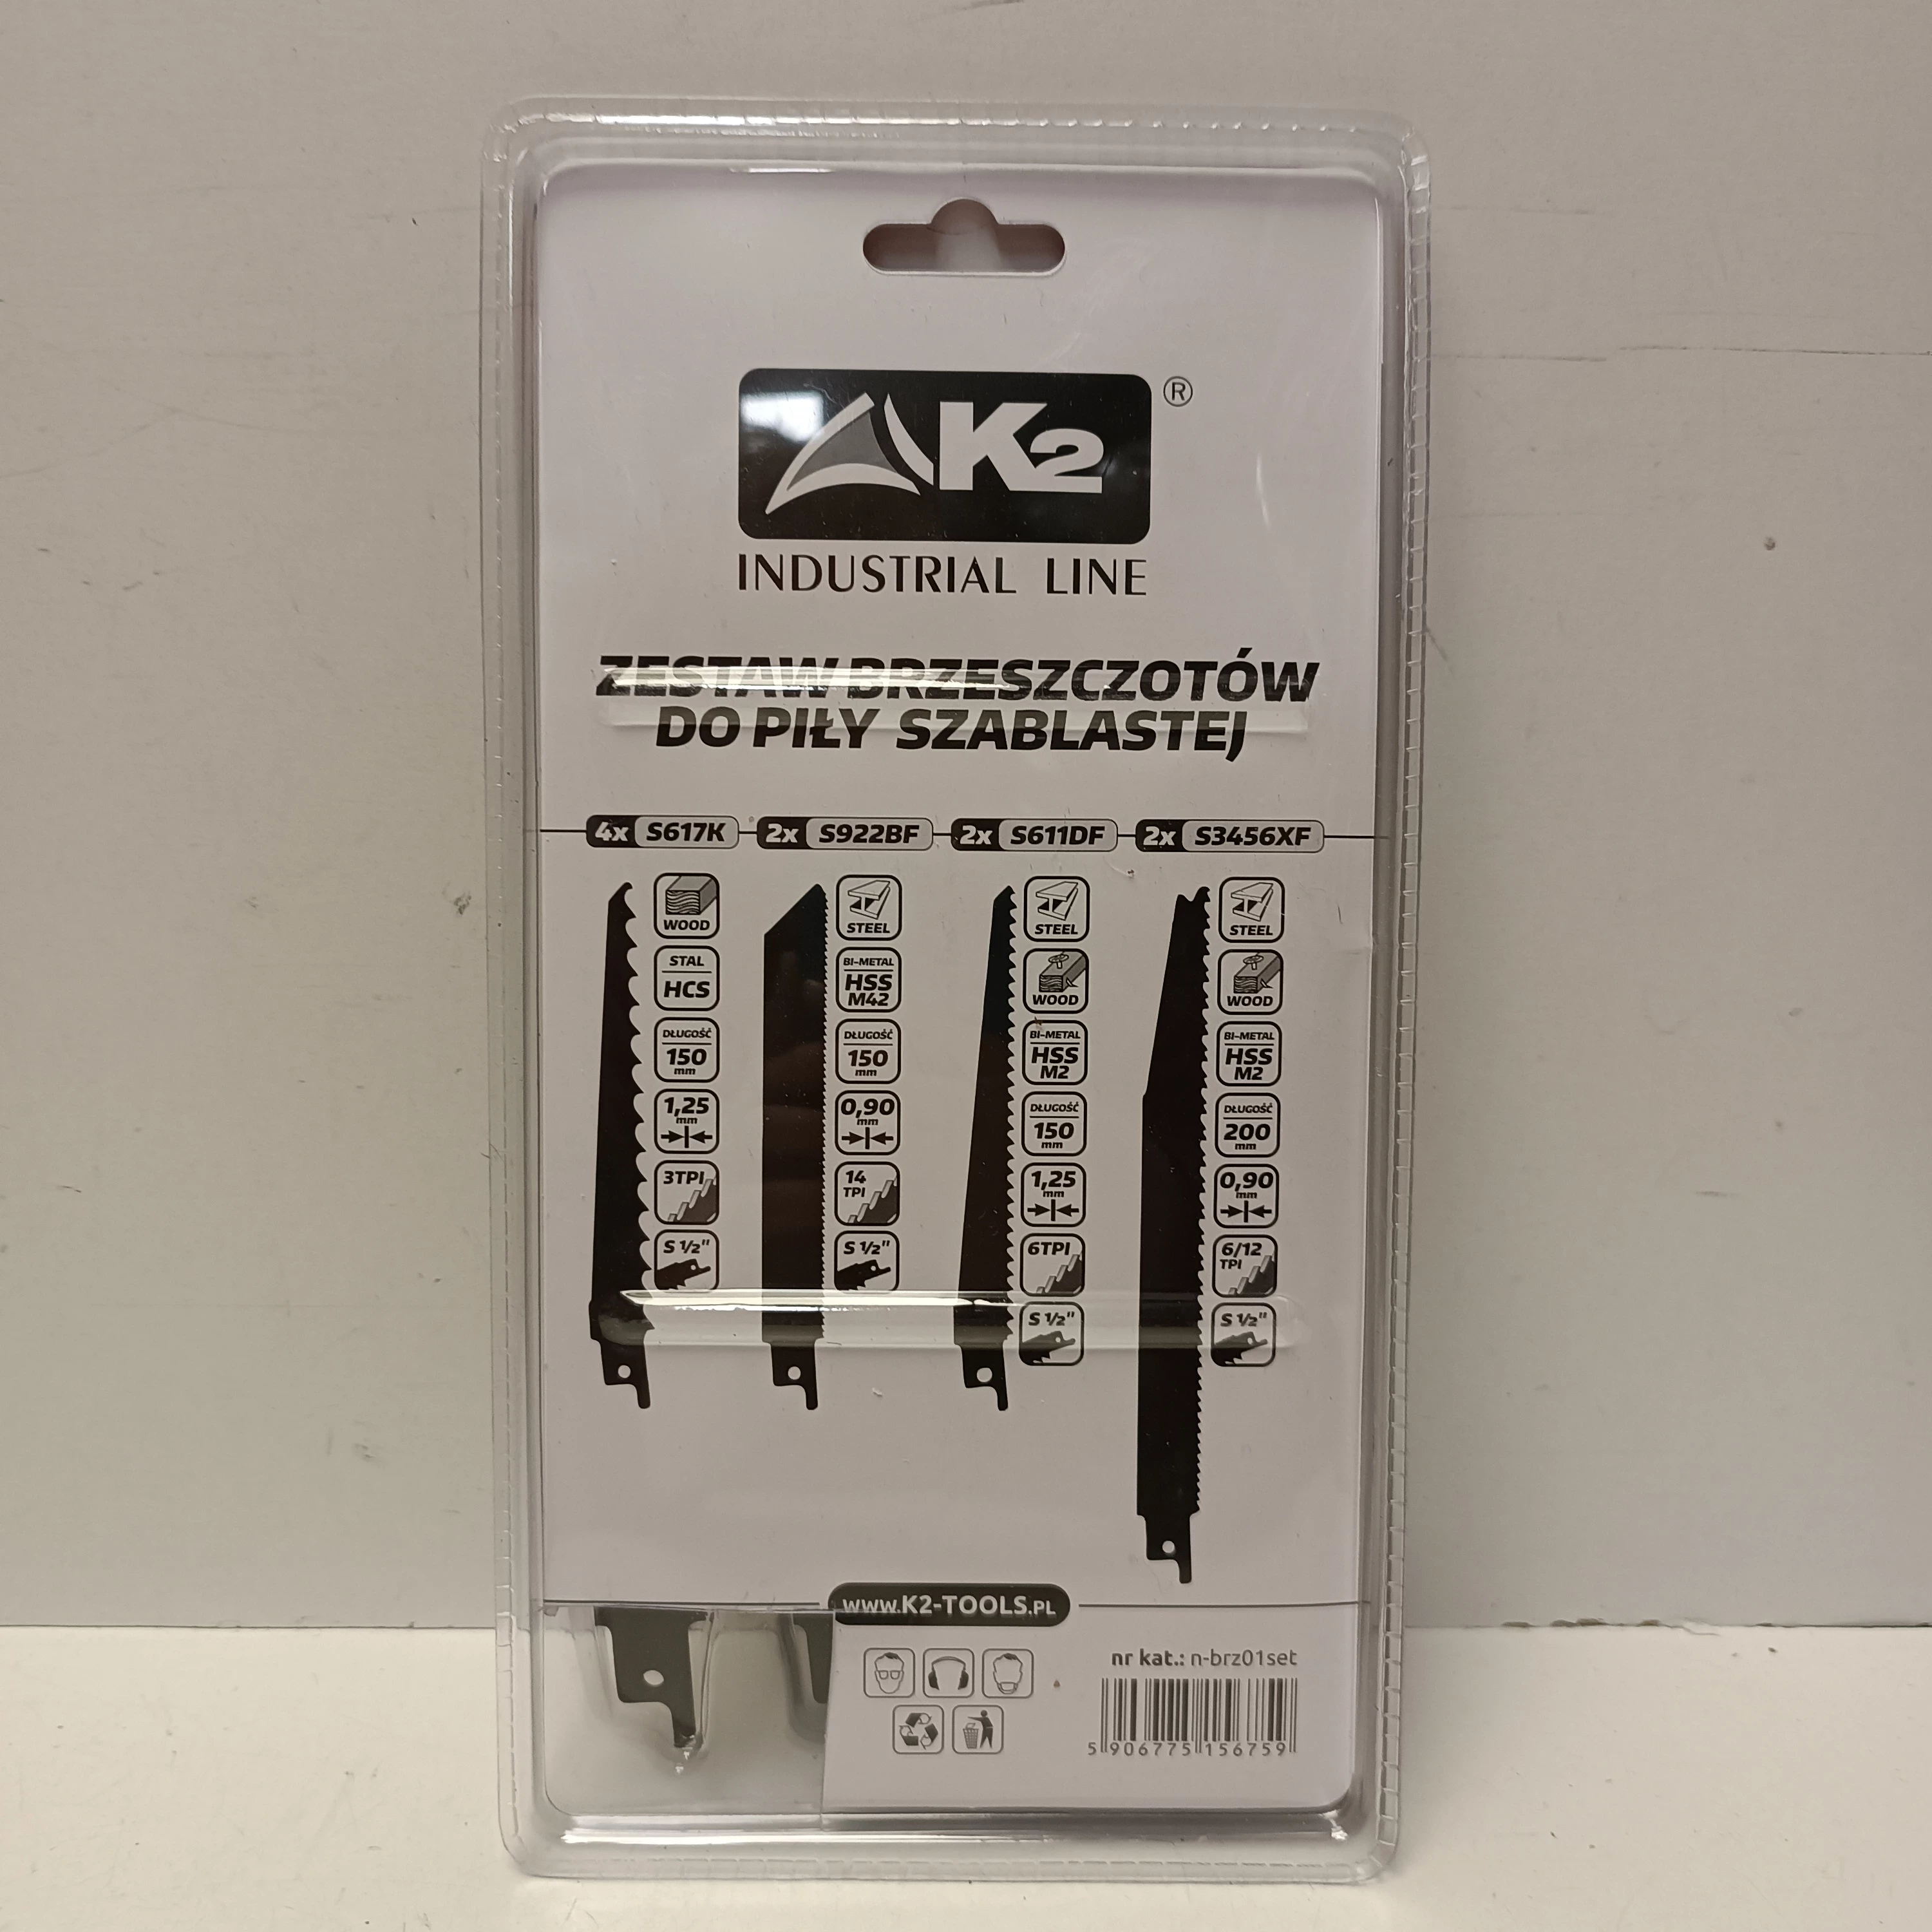 K2 ®
INDUSTRIAL LINE
ZESTAW BRZESZCZOTÓW
DO PIŁY SZABLASTEJ
4x S617K 2x S922BF 2x S611DF 2x S3456XF
WOOD
STAL
HCS
DŁUGOŚĆ
150
mm
1,25
mm
3TPI
S 1/2"
STEEL
BI-METAL
HSS
M42
DŁUGOŚĆ
150
mm
0,90
mm
14
TPI
S 1/2"
STEEL
WOOD
BI-METAL
HSS
M2
DŁUGOŚĆ
150
mm
1,25
mm
6TPI
S 1/2"
STEEL
WOOD
BI-METAL
HSS
M2
DŁUGOŚĆ
200
mm
0,90
mm
6/12
TPI
S 1/2"
WWW.K2-TOOLS.PL
nr kat.: n-brz01set
5 906775 156759